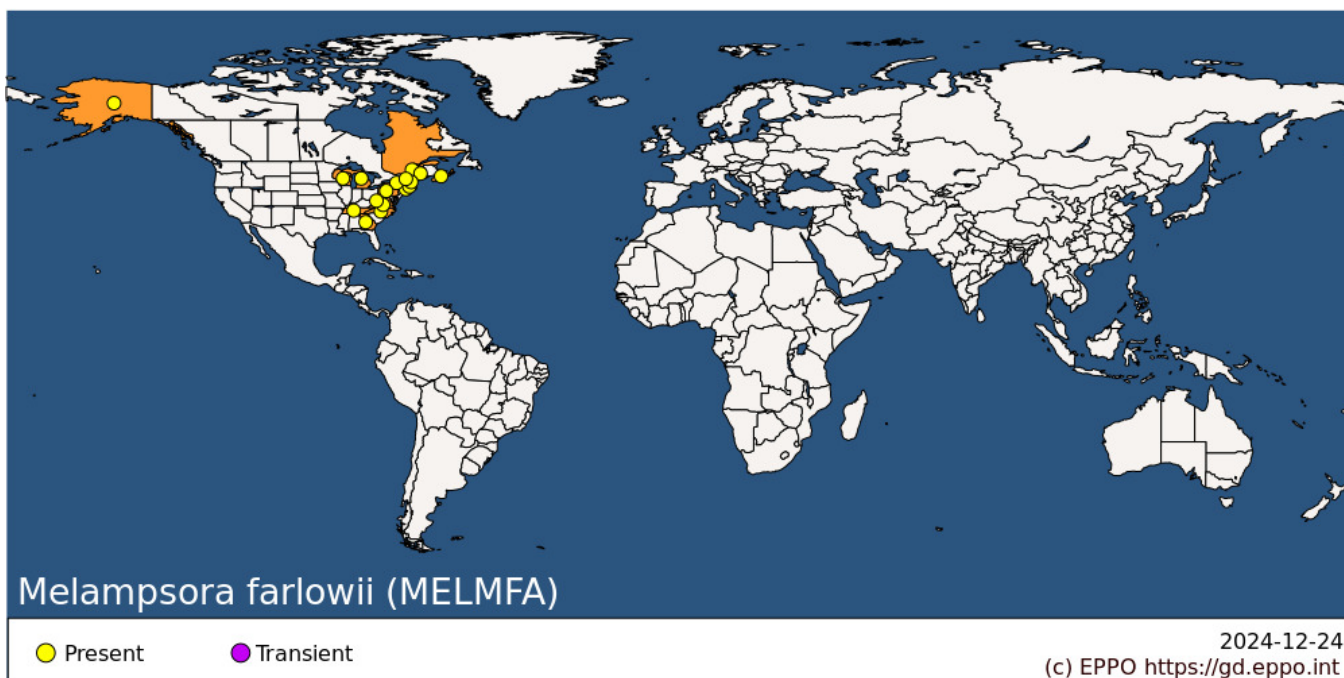 Melampsora farlowii (MELMFA)
Present
Transient
2024-12-24
(c) EPPO https://gd.eppo.int